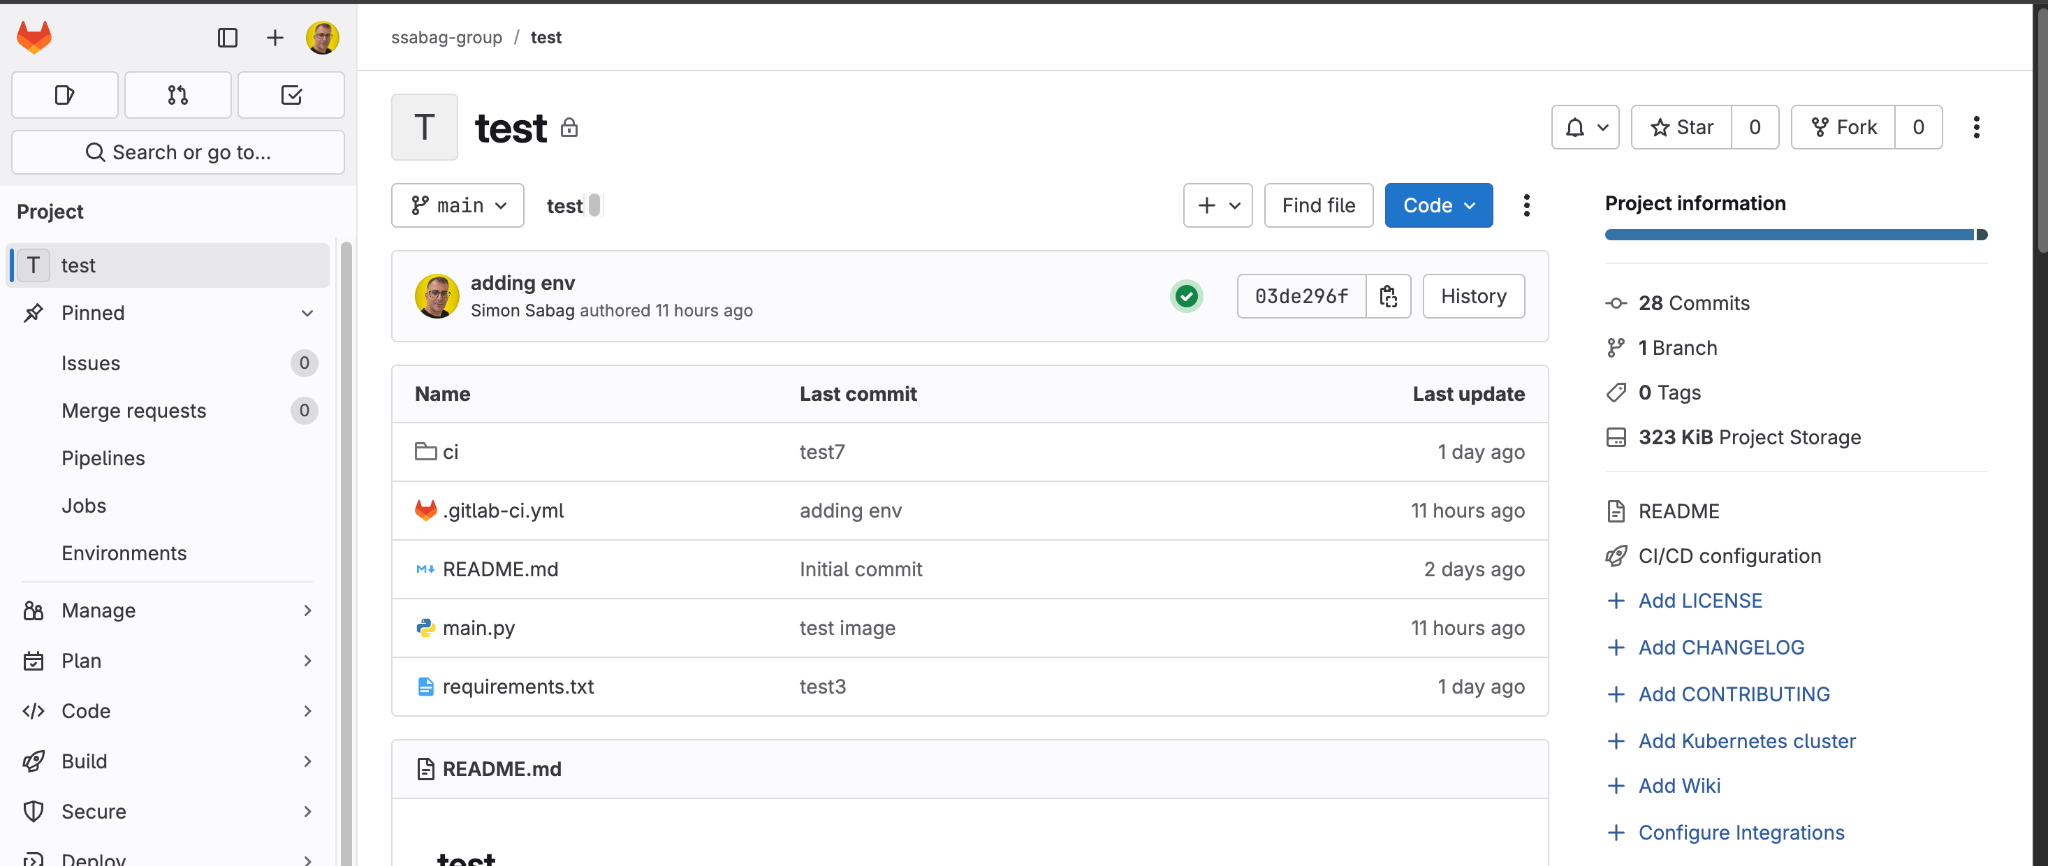 ssabag-group / test
Search or go to...
Project
T test
Pinned
Issues 0
Merge requests 0
Pipelines
Jobs
Environments
Manage
Plan
Code
Build
Secure
Deploy
T test
Star 0
Fork 0
main test
Find file
Code
adding env
Simon Sabag authored 11 hours ago
03de296f
History
Name Last commit Last update
ci test7 1 day ago
.gitlab-ci.yml adding env 11 hours ago
README.md Initial commit 2 days ago
main.py test image 11 hours ago
requirements.txt test3 1 day ago
README.md
test
Project information
28 Commits
1 Branch
0 Tags
323 KiB Project Storage
README
CI/CD configuration
Add LICENSE
Add CHANGELOG
Add CONTRIBUTING
Add Kubernetes cluster
Add Wiki
Configure Integrations